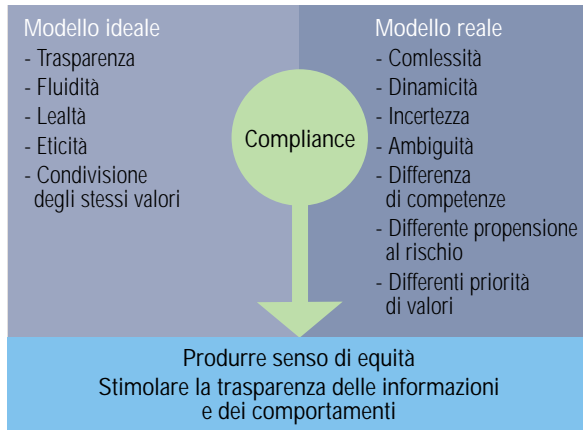 Modello ideale
- Trasparenza
- Fluidità
- Lealtà
- Eticità
- Condivisione
degli stessi valori
Compliance
Modello reale
- Comlessità
- Dinamicità
- Incertezza
- Ambiguità
- Differenza
di competenze
- Differente propensione
al rischio
- Differenti priorità
di valori
Produrre senso di equità
Stimolare la trasparenza delle informazioni
e dei comportamenti